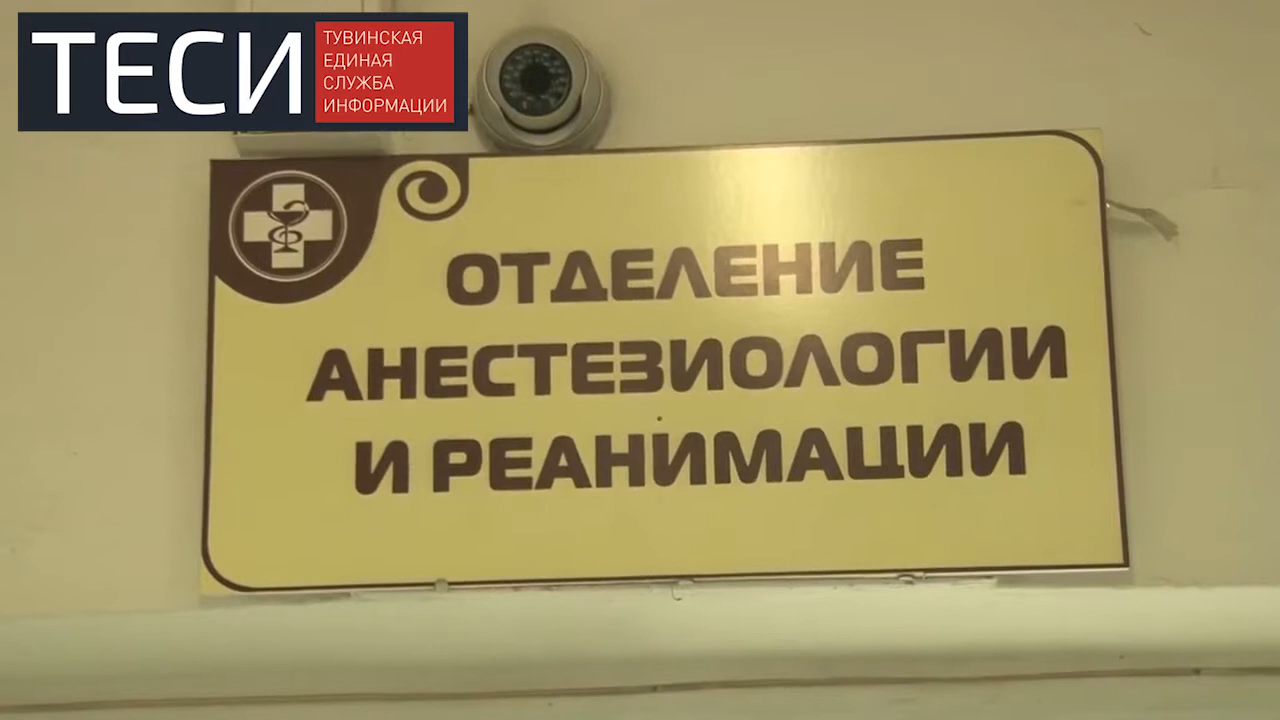 ТЕСИ
ТУВИНСКАЯ
ЕДИНАЯ
СЛУЖБА
ИНФОРМАЦИИ
ОТДЕЛЕНИЕ
АНЕСТЕЗИОЛОГИИ
И РЕАНИМАЦИИ